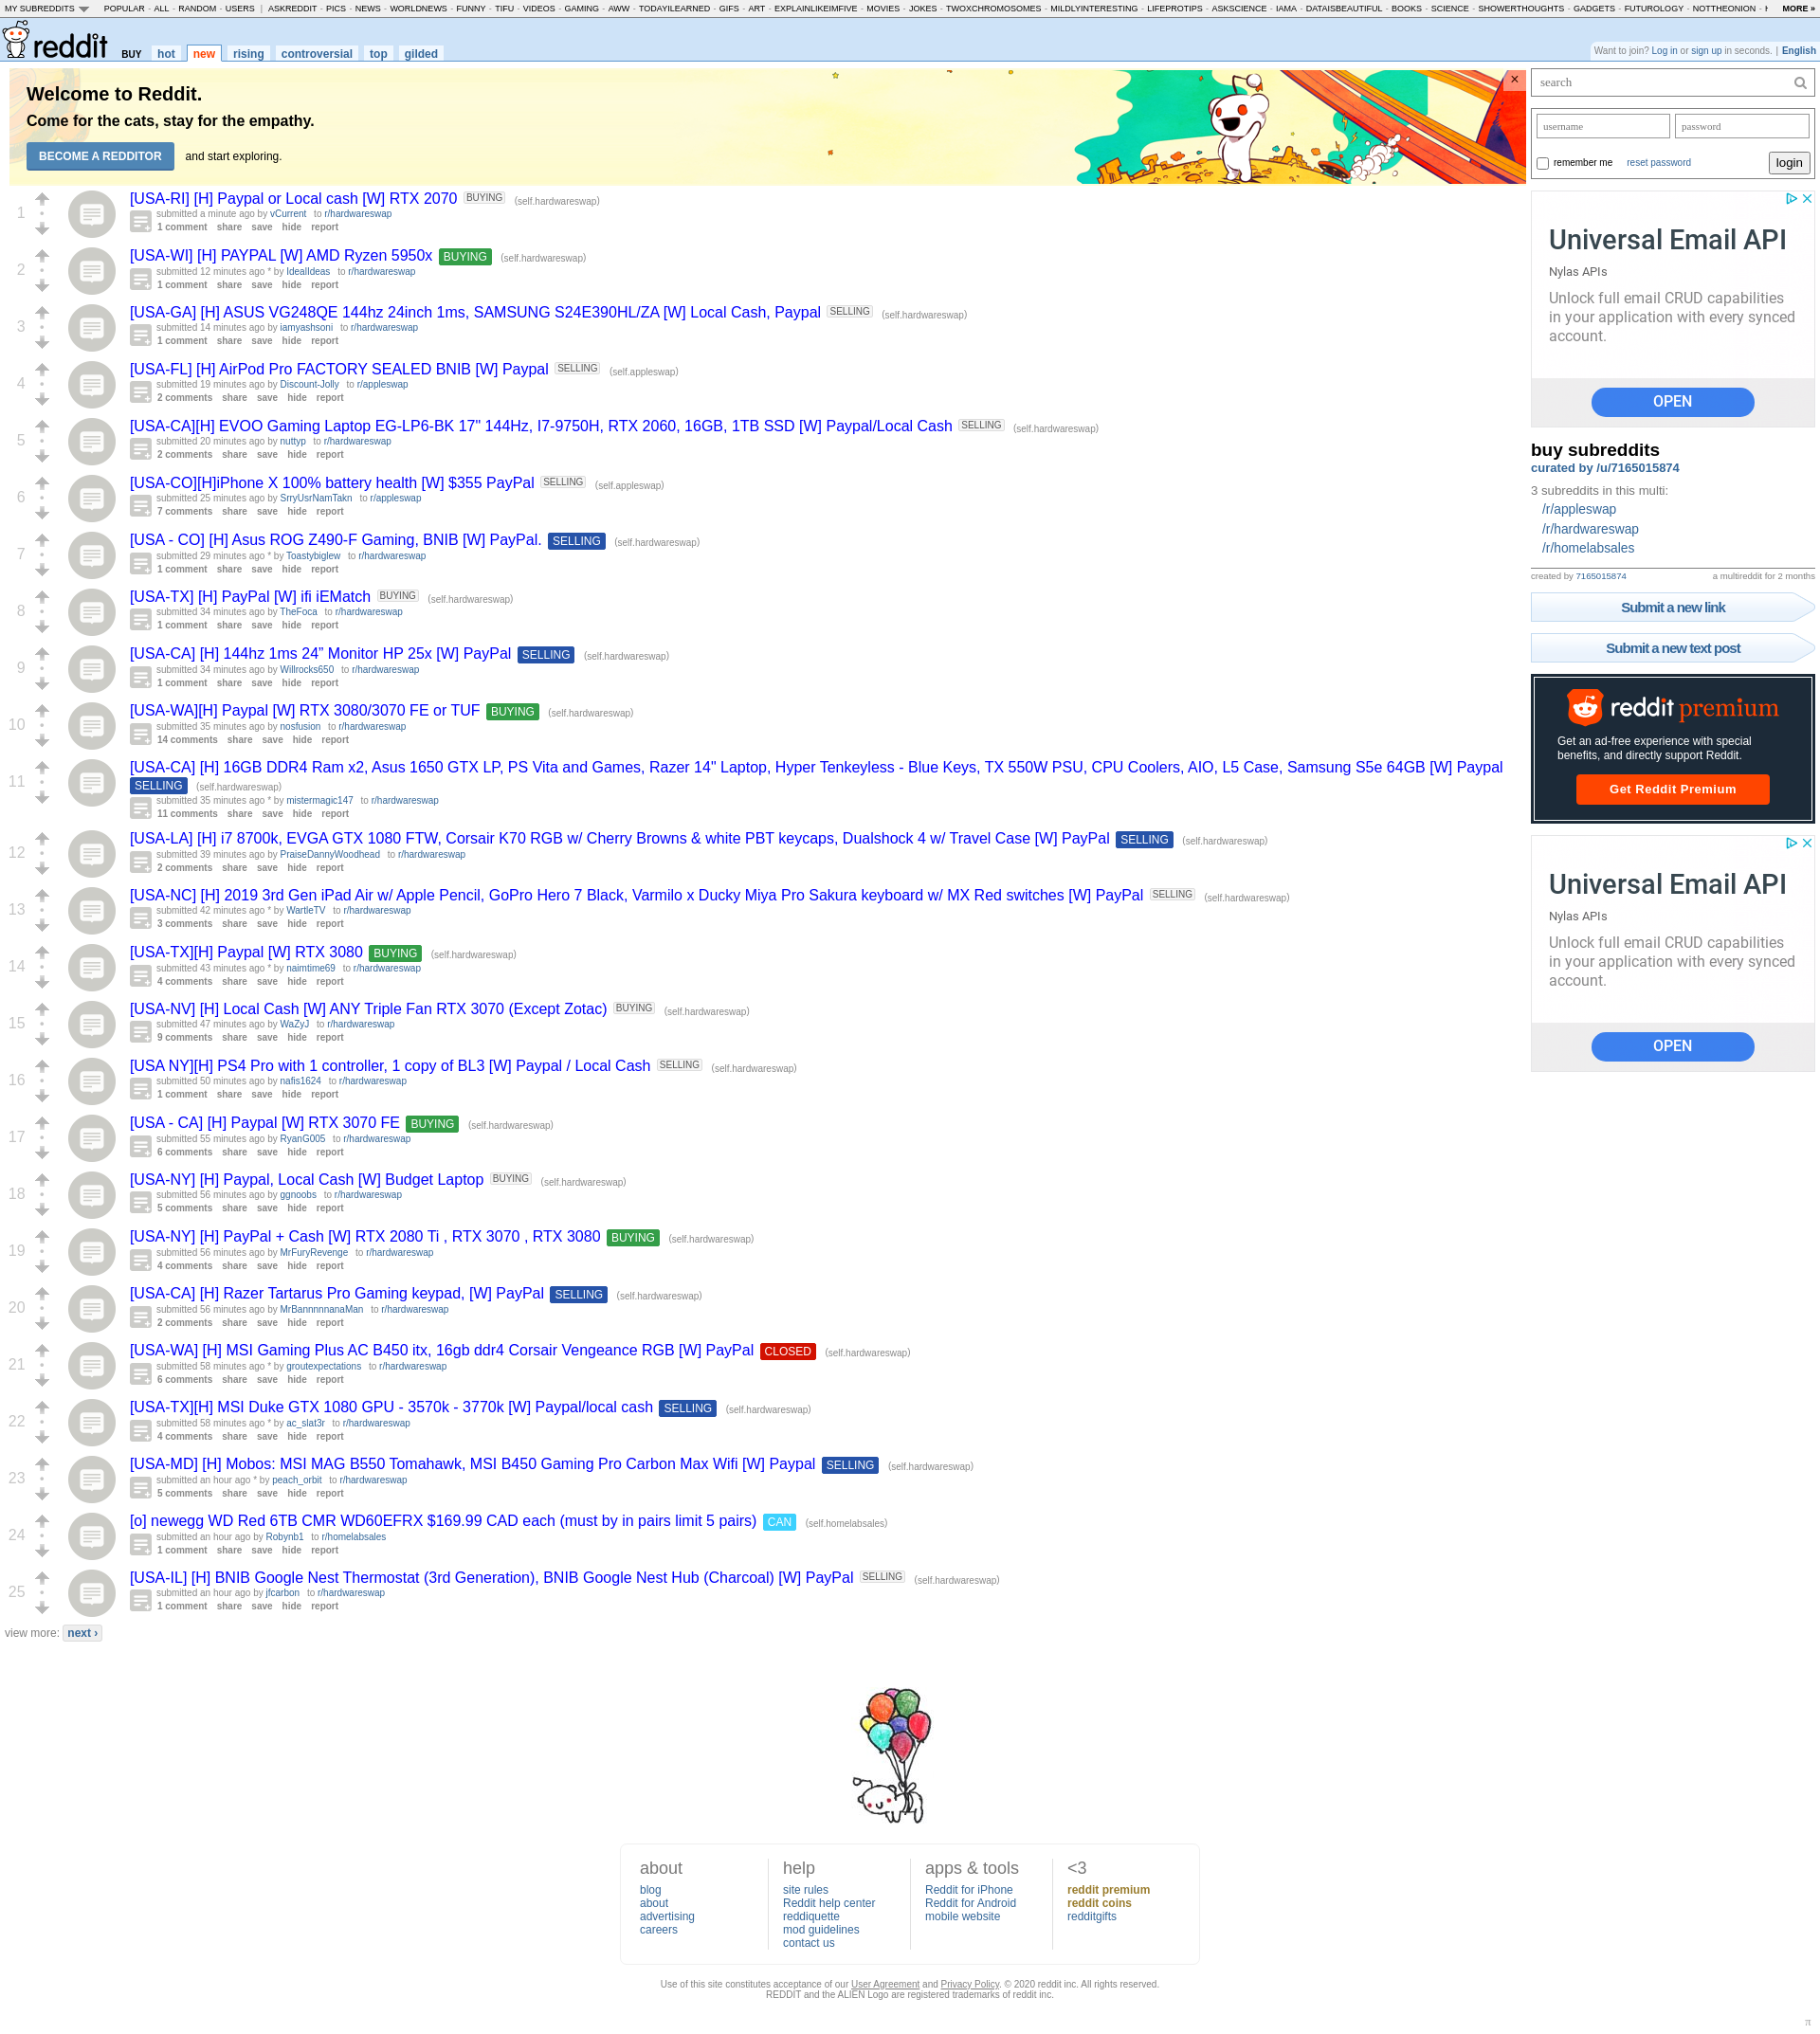 MY SUBREDDITS POPULAR - ALL - RANDOM - USERS | ASKREDDIT - PICS - NEWS - WORLDNEWS - FUNNY - TIFU - VIDEOS - GAMING - AWW - TODAYILEARNED - GIFS - ART - EXPLAINLIKEIMFIVE - MOVIES - JOKES - TWOXCHROMOSOMES - MILDLYINTERESTING - LIFEPROTIPS - ASKSCIENCE - IAMA - DATAISBEAUTIFUL - BOOKS - SCIENCE - SHOWERTHOUGHTS - GADGETS - FUTUROLOGY - NOTTHEONION - MORE »
reddit BUY hot new rising controversial top gilded
Want to join? Log in or sign up in seconds. | English
Welcome to Reddit.
Come for the cats, stay for the empathy.
BECOME A REDDITOR and start exploring.
×
1
[USA-RI] [H] Paypal or Local cash [W] RTX 2070 BUYING (self.hardwareswap)
submitted a minute ago by vCurrent to r/hardwareswap
1 comment share save hide report
2
[USA-WI] [H] PAYPAL [W] AMD Ryzen 5950x BUYING (self.hardwareswap)
submitted 12 minutes ago * by IdealIdeas to r/hardwareswap
1 comment share save hide report
3
[USA-GA] [H] ASUS VG248QE 144hz 24inch 1ms, SAMSUNG S24E390HL/ZA [W] Local Cash, Paypal SELLING (self.hardwareswap)
submitted 14 minutes ago by iamyashsoni to r/hardwareswap
1 comment share save hide report
4
[USA-FL] [H] AirPod Pro FACTORY SEALED BNIB [W] Paypal SELLING (self.appleswap)
submitted 19 minutes ago by Discount-Jolly to r/appleswap
2 comments share save hide report
5
[USA-CA][H] EVOO Gaming Laptop EG-LP6-BK 17" 144Hz, I7-9750H, RTX 2060, 16GB, 1TB SSD [W] Paypal/Local Cash SELLING (self.hardwareswap)
submitted 20 minutes ago by nuttyp to r/hardwareswap
2 comments share save hide report
6
[USA-CO][H]iPhone X 100% battery health [W] $355 PayPal SELLING (self.appleswap)
submitted 25 minutes ago by SrryUsrNamTakn to r/appleswap
7 comments share save hide report
7
[USA - CO] [H] Asus ROG Z490-F Gaming, BNIB [W] PayPal. SELLING (self.hardwareswap)
submitted 29 minutes ago * by Toastybiglew to r/hardwareswap
1 comment share save hide report
8
[USA-TX] [H] PayPal [W] ifi iEMatch BUYING (self.hardwareswap)
submitted 34 minutes ago by TheFoca to r/hardwareswap
1 comment share save hide report
9
[USA-CA] [H] 144hz 1ms 24” Monitor HP 25x [W] PayPal SELLING (self.hardwareswap)
submitted 34 minutes ago by Willrocks650 to r/hardwareswap
1 comment share save hide report
10
[USA-WA][H] Paypal [W] RTX 3080/3070 FE or TUF BUYING (self.hardwareswap)
submitted 35 minutes ago by nosfusion to r/hardwareswap
14 comments share save hide report
11
[USA-CA] [H] 16GB DDR4 Ram x2, Asus 1650 GTX LP, PS Vita and Games, Razer 14" Laptop, Hyper Tenkeyless - Blue Keys, TX 550W PSU, CPU Coolers, AIO, L5 Case, Samsung S5e 64GB [W] Paypal
SELLING (self.hardwareswap)
submitted 35 minutes ago * by mistermagic147 to r/hardwareswap
11 comments share save hide report
12
[USA-LA] [H] i7 8700k, EVGA GTX 1080 FTW, Corsair K70 RGB w/ Cherry Browns & white PBT keycaps, Dualshock 4 w/ Travel Case [W] PayPal SELLING (self.hardwareswap)
submitted 39 minutes ago by PraiseDannyWoodhead to r/hardwareswap
2 comments share save hide report
13
[USA-NC] [H] 2019 3rd Gen iPad Air w/ Apple Pencil, GoPro Hero 7 Black, Varmilo x Ducky Miya Pro Sakura keyboard w/ MX Red switches [W] PayPal SELLING (self.hardwareswap)
submitted 42 minutes ago * by WartleTV to r/hardwareswap
3 comments share save hide report
14
[USA-TX][H] Paypal [W] RTX 3080 BUYING (self.hardwareswap)
submitted 43 minutes ago * by naimtime69 to r/hardwareswap
4 comments share save hide report
15
[USA-NV] [H] Local Cash [W] ANY Triple Fan RTX 3070 (Except Zotac) BUYING (self.hardwareswap)
submitted 47 minutes ago by WaZyJ to r/hardwareswap
9 comments share save hide report
16
[USA NY][H] PS4 Pro with 1 controller, 1 copy of BL3 [W] Paypal / Local Cash SELLING (self.hardwareswap)
submitted 50 minutes ago by nafis1624 to r/hardwareswap
1 comment share save hide report
17
[USA - CA] [H] Paypal [W] RTX 3070 FE BUYING (self.hardwareswap)
submitted 55 minutes ago by RyanG005 to r/hardwareswap
6 comments share save hide report
18
[USA-NY] [H] Paypal, Local Cash [W] Budget Laptop BUYING (self.hardwareswap)
submitted 56 minutes ago by ggnoobs to r/hardwareswap
5 comments share save hide report
19
[USA-NY] [H] PayPal + Cash [W] RTX 2080 Ti , RTX 3070 , RTX 3080 BUYING (self.hardwareswap)
submitted 56 minutes ago by MrFuryRevenge to r/hardwareswap
4 comments share save hide report
20
[USA-CA] [H] Razer Tartarus Pro Gaming keypad, [W] PayPal SELLING (self.hardwareswap)
submitted 56 minutes ago by MrBannnnnanaMan to r/hardwareswap
2 comments share save hide report
21
[USA-WA] [H] MSI Gaming Plus AC B450 itx, 16gb ddr4 Corsair Vengeance RGB [W] PayPal CLOSED (self.hardwareswap)
submitted 58 minutes ago * by groutexpectations to r/hardwareswap
6 comments share save hide report
22
[USA-TX][H] MSI Duke GTX 1080 GPU - 3570k - 3770k [W] Paypal/local cash SELLING (self.hardwareswap)
submitted 58 minutes ago * by ac_slat3r to r/hardwareswap
4 comments share save hide report
23
[USA-MD] [H] Mobos: MSI MAG B550 Tomahawk, MSI B450 Gaming Pro Carbon Max Wifi [W] Paypal SELLING (self.hardwareswap)
submitted an hour ago * by peach_orbit to r/hardwareswap
5 comments share save hide report
24
[o] newegg WD Red 6TB CMR WD60EFRX $169.99 CAD each (must by in pairs limit 5 pairs) CAN (self.homelabsales)
submitted an hour ago by Robynb1 to r/homelabsales
1 comment share save hide report
25
[USA-IL] [H] BNIB Google Nest Thermostat (3rd Generation), BNIB Google Nest Hub (Charcoal) [W] PayPal SELLING (self.hardwareswap)
submitted an hour ago by jfcarbon to r/hardwareswap
1 comment share save hide report
view more: next ›
search
username password
remember me reset password login
Universal Email API
Nylas APIs
Unlock full email CRUD capabilities
in your application with every synced
account.
OPEN
buy subreddits
curated by /u/7165015874
3 subreddits in this multi:
/r/appleswap
/r/hardwareswap
/r/homelabsales
created by 7165015874 a multireddit for 2 months
Submit a new link
Submit a new text post
reddit premium
Get an ad-free experience with special
benefits, and directly support Reddit.
Get Reddit Premium
Universal Email API
Nylas APIs
Unlock full email CRUD capabilities
in your application with every synced
account.
OPEN
about
blog
about
advertising
careers
help
site rules
Reddit help center
reddiquette
mod guidelines
contact us
apps & tools
Reddit for iPhone
Reddit for Android
mobile website
<3
reddit premium
reddit coins
redditgifts
Use of this site constitutes acceptance of our User Agreement and Privacy Policy. © 2020 reddit inc. All rights reserved.
REDDIT and the ALIEN Logo are registered trademarks of reddit inc.
π